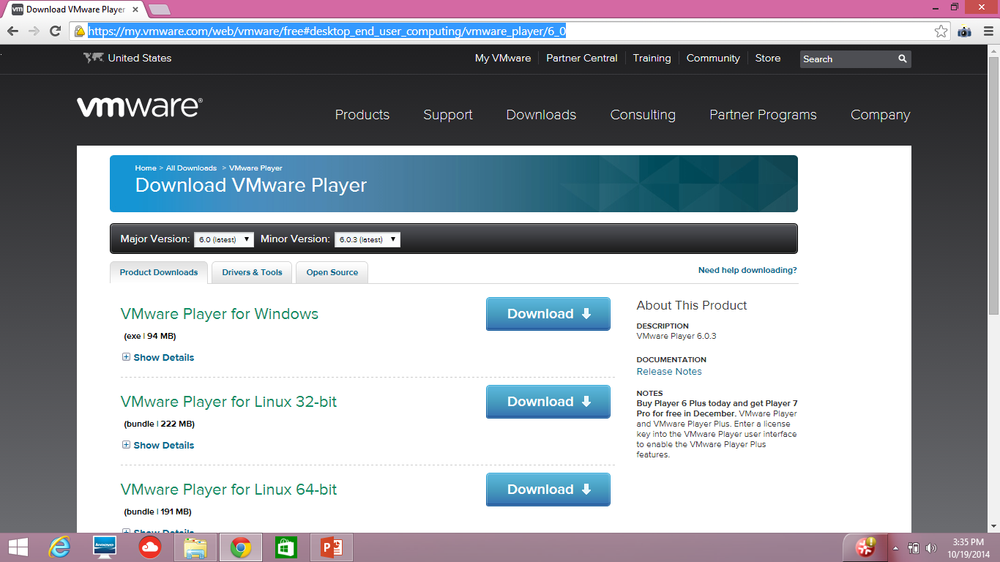 Download VMware Player
https://my.vmware.com/web/vmware/free#desktop_end_user_computing/vmware_player/6_0
United States
My VMware Partner Central Training Community Store Search
vmware®
Products Support Downloads Consulting Partner Programs Company
Home > All Downloads > VMware Player
Download VMware Player
Major Version: 6.0 (latest) Minor Version: 6.0.3 (latest)
Product Downloads Drivers & Tools Open Source Need help downloading?
VMware Player for Windows
(exe | 94 MB)
Show Details
Download
VMware Player for Linux 32-bit
(bundle | 222 MB)
Show Details
Download
VMware Player for Linux 64-bit
(bundle | 191 MB)
Show Details
Download
About This Product
DESCRIPTION
VMware Player 6.0.3
DOCUMENTATION
Release Notes
NOTES
Buy Player 6 Plus today and get Player 7
Pro for free in December. VMware Player
and VMware Player Plus. Enter a license
key into the VMware Player user interface
to enable the VMware Player Plus
features.
lenovo
3:35 PM
10/19/2014